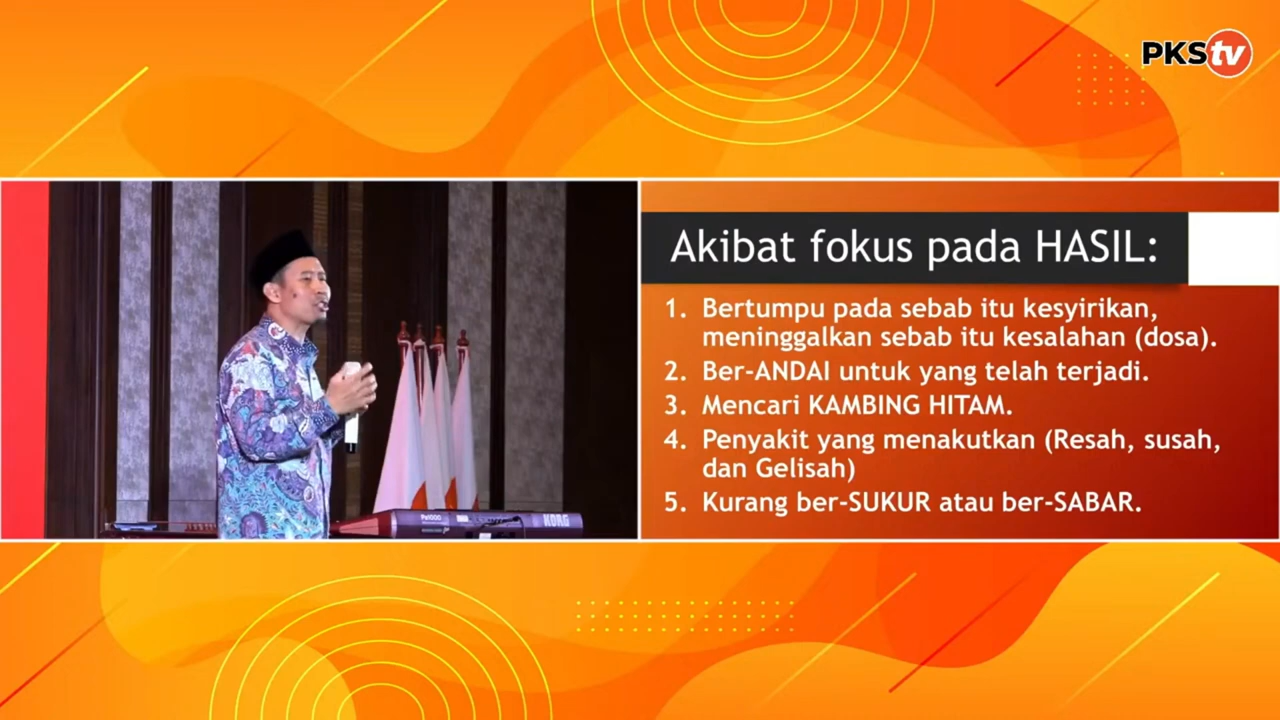 PKStv
Akibat fokus pada HASIL:
1. Bertumpu pada sebab itu kesyirikan,
meninggalkan sebab itu kesalahan (dosa).
2. Ber-ANDAI untuk yang telah terjadi.
3. Mencari KAMBING HITAM.
4. Penyakit yang menakutkan (Resah, susah,
dan Gelisah)
5. Kurang ber-SUKUR atau ber-SABAR.
KORG